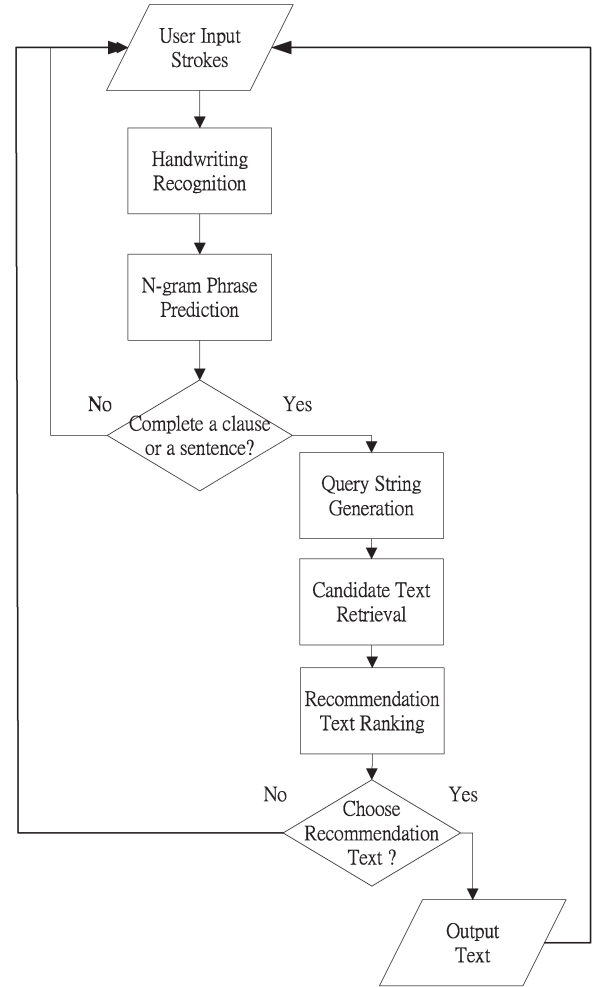 User Input
Strokes
Handwriting
Recognition
N-gram Phrase
Prediction
No
Yes
Complete a clause
or a sentence?
Query String
Generation
Candidate Text
Retrieval
Recommendation
Text Ranking
No
Yes
Choose
Recommendation
Text ?
Output
Text